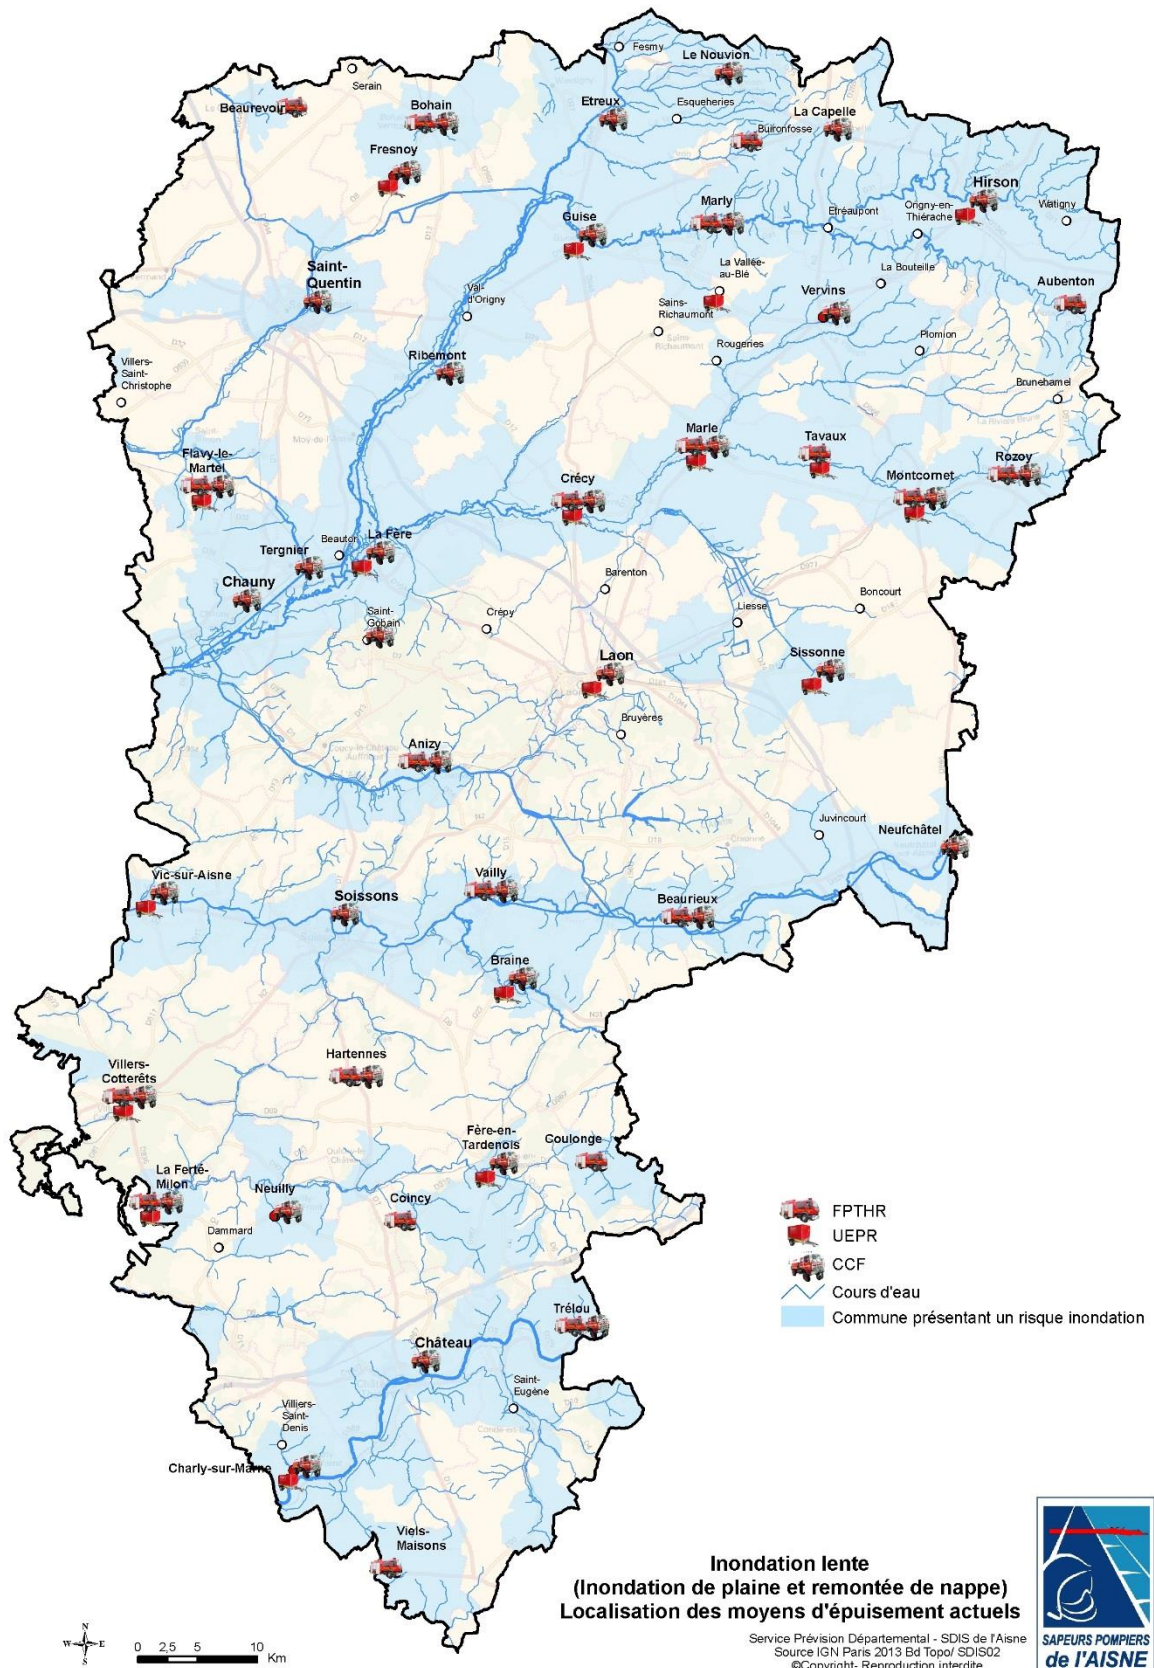 Fesmy
Le Nouvion
Serain
Beaurevoir
Bohain
Etreux
Esqueheries
La Capelle
Buironfosse
Fresnoy
Hirson
Marly
Etréaupont
Origny-en-
Thiérache
Watigny
Guise
La Vallée-
au-Blé
La Bouteille
Saint-
Quentin
Val-
d'Origny
Sains-
Richaumont
Vervins
Aubenton
Plomion
Rougeries
Ribemont
Villers-
Saint-
Christophe
Brunehamel
Marle
Tavaux
Flavy-le-
Martel
Crécy
Montcornet
Rozoy
Tergnier
Beautor
La Fère
Chauny
Barenton
Saint-
Gobain
Crépy
Liesse
Boncourt
Laon
Sissonne
Bruyères
Anizy
Juvincourt
Neufchâtel
Vic-sur-Aisne
Soissons
Vailly
Beaurieux
Braine
Hartennes
Villers-
Cotterêts
Fère-en-
Tardenois
Coulonge
La Ferté-
Milon
Neuilly
Coincy
Dammard
FPTHR
UEPR
CCF
Cours d'eau
Commune présentant un risque inondation
Trélou
Château
Saint-
Eugène
Villiers-
Saint-
Denis
Charly-sur-Marne
Viels-
Maisons
Inondation lente
(Inondation de plaine et remontée de nappe)
Localisation des moyens d'épuisement actuels
Service Prévision Départemental - SDIS de l'Aisne
Source IGN Paris 2013 Bd Topo/ SDIS02
©Copyright- Reproduction interdite
SAPEURS POMPIERS
de l'AISNE
N
W E
S
0 2,5 5 10
Km